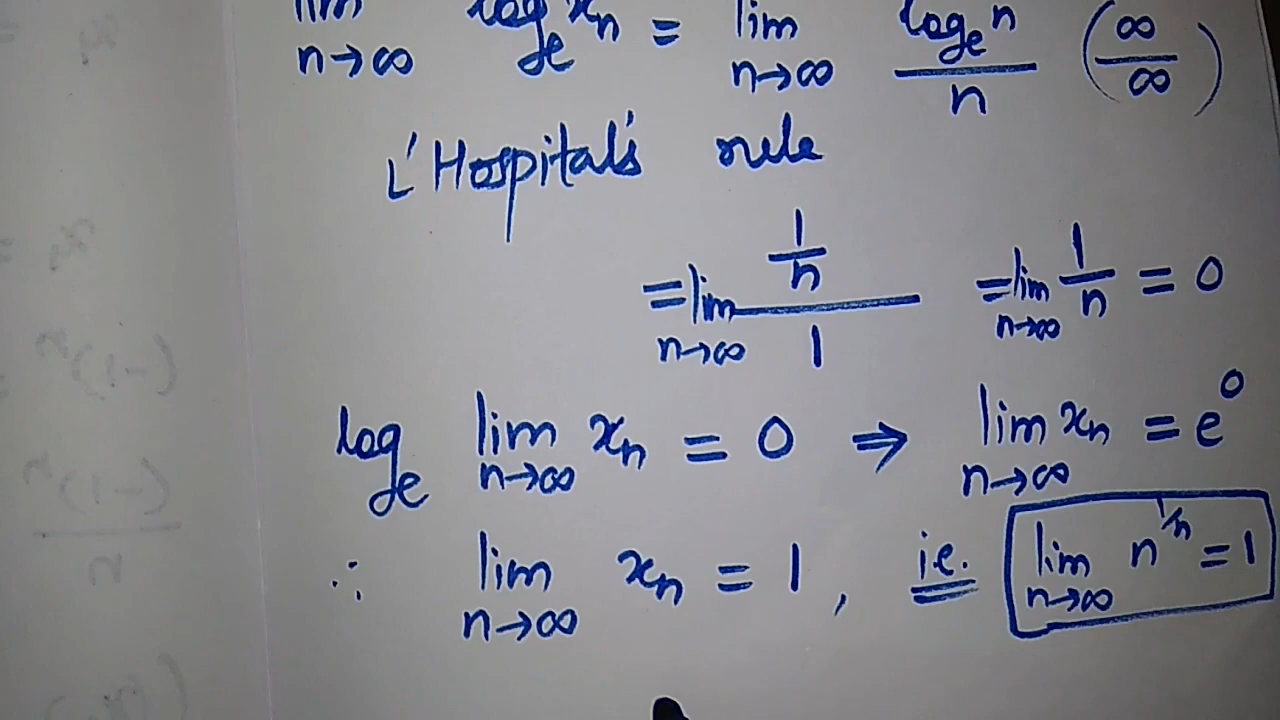 lim n→∞ log_e x_n = lim n→∞ log_e n / n (∞/∞)
L'Hospital's rule
= lim n→∞ (1/n) / 1 = lim n→∞ 1/n = 0
log_e lim n→∞ x_n = 0 ⇒ lim n→∞ x_n = e^0
∴ lim n→∞ x_n = 1, ie. lim n→∞ n^(1/n) = 1